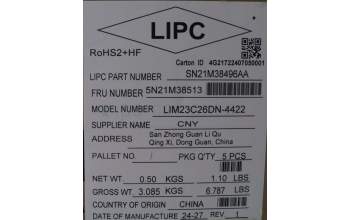 LIPC
RoHS2+HF
Carton ID 4G21722407050001
LIPC PART NUMBER SN21M38496AA
FRU NUMBER 5N21M38513
MODEL NUMBER LIM23C26DN-4422
SUPPLIER NAME CNY
ADDRESS San Zhong Guan Li Qu
Qing Xi, Dong Guan, China
PALLET NO / PKG Q'TY 5 PCS
NET WT. 0.50 KGS 1.10 LBS
GROSS WT. 3.085 KGS 6.787 LBS
COUNTRY OF ORIGIN CHINA
DATE OF MANUFACTURE 24-27 REV.